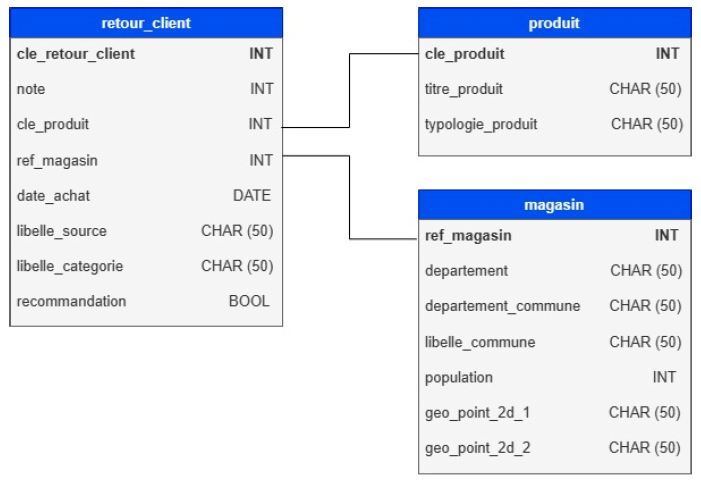 retour_client
cle_retour_client INT
note INT
cle_produit INT
ref_magasin INT
date_achat DATE
libelle_source CHAR (50)
libelle_categorie CHAR (50)
recommandation BOOL
produit
cle_produit INT
titre_produit CHAR (50)
typologie_produit CHAR (50)
magasin
ref_magasin INT
departement CHAR (50)
departement_commune CHAR (50)
libelle_commune CHAR (50)
population INT
geo_point_2d_1 CHAR (50)
geo_point_2d_2 CHAR (50)